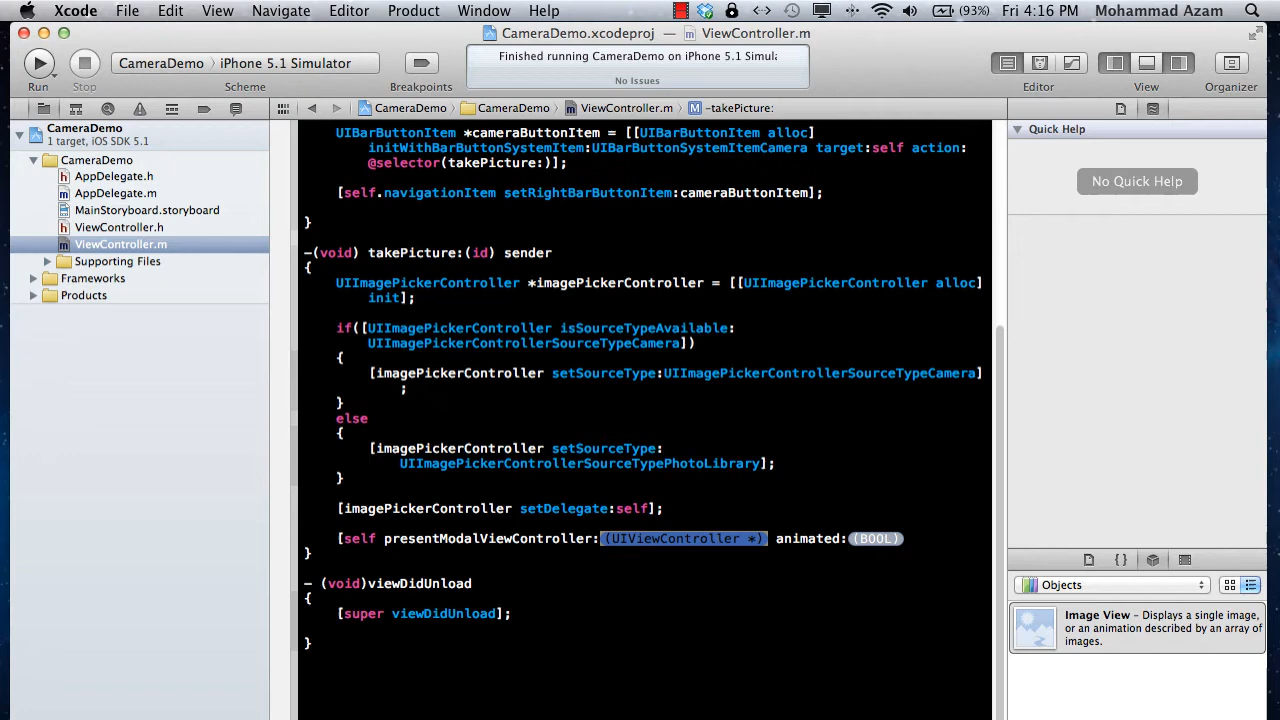 Xcode File Edit View Navigate Editor Product Window Help (93%) Fri 4:16 PM Mohammad Azam
CameraDemo.xcodeproj — ViewController.m
CameraDemo iPhone 5.1 Simulator
Finished running CameraDemo on iPhone 5.1 Simula
No Issues
Run Stop Scheme Breakpoints Editor View Organizer
CameraDemo CameraDemo ViewController.m M -takePicture:
CameraDemo
1 target, iOS SDK 5.1
CameraDemo
h AppDelegate.h
m AppDelegate.m
MainStoryboard.storyboard
h ViewController.h
m ViewController.m
Supporting Files
Frameworks
Products
UIBarButtonItem *cameraButtonItem = [[UIBarButtonItem alloc]
initWithBarButtonSystemItem:UIBarButtonSystemItemCamera target:self action:
@selector(takePicture:)];
[self.navigationItem setRightBarButtonItem:cameraButtonItem];
}
-(void) takePicture:(id) sender
{
UIImagePickerController *imagePickerController = [[UIImagePickerController alloc]
init];
if([UIImagePickerController isSourceTypeAvailable:
UIImagePickerControllerSourceTypeCamera])
{
[imagePickerController setSourceType:UIImagePickerControllerSourceTypeCamera]
;
}
else
{
[imagePickerController setSourceType:
UIImagePickerControllerSourceTypePhotoLibrary];
}
[imagePickerController setDelegate:self];
[self presentModalViewController:(UIViewController *) animated:(BOOL)
}
- (void)viewDidUnload
{
[super viewDidUnload];
}
Quick Help
No Quick Help
{}
Objects
Image View - Displays a single image,
or an animation described by an array of
images.